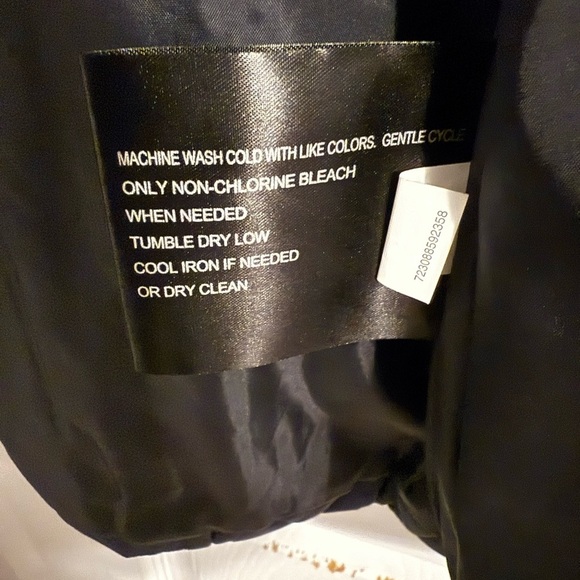 MACHINE WASH COLD WITH LIKE COLORS. GENTLE CYCLE
ONLY NON-CHLORINE BLEACH
WHEN NEEDED
TUMBLE DRY LOW
COOL IRON IF NEEDED
OR DRY CLEAN
723088592358